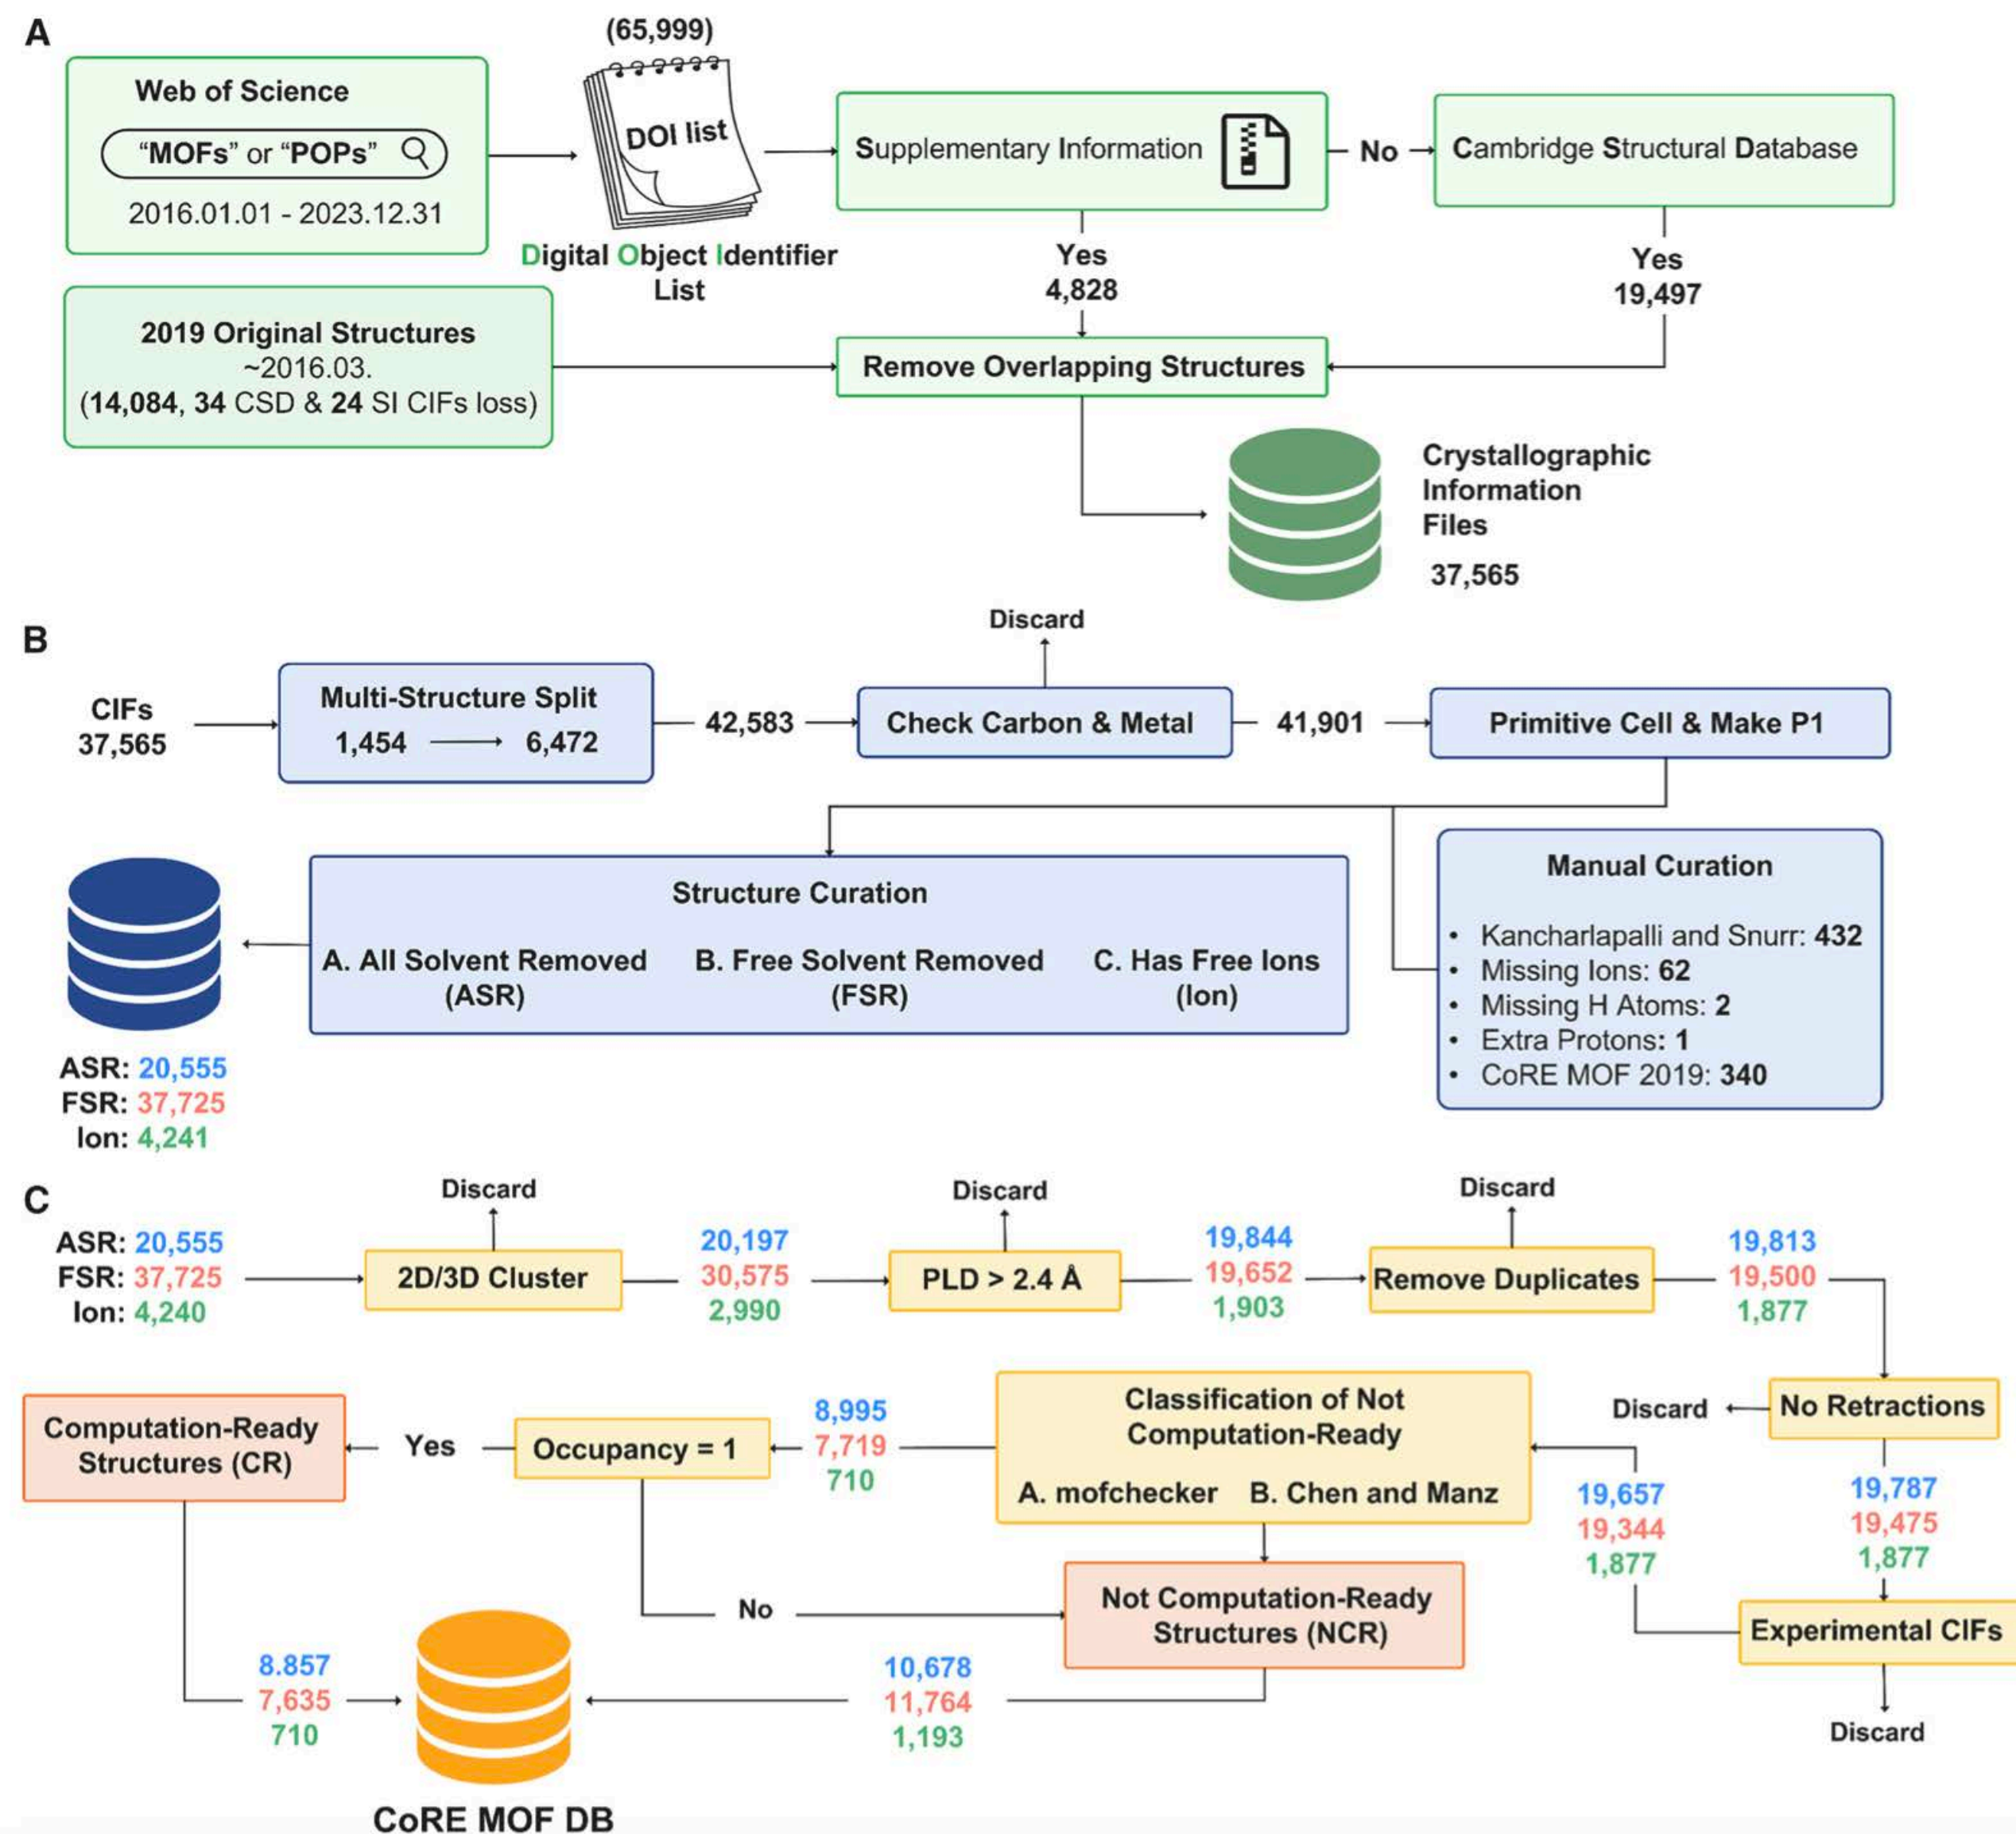 A
(65,999)
Web of Science
“MOFs” or “POPs”
2016.01.01 - 2023.12.31
DOI list
Digital Object Identifier
List
Supplementary Information
No
Cambridge Structural Database
Yes
4,828
Yes
19,497
2019 Original Structures
~2016.03.
(14,084, 34 CSD & 24 SI CIFs loss)
Remove Overlapping Structures
Crystallographic
Information
Files
37,565
B
Discard
CIFs
37,565
Multi-Structure Split
1,454
6,472
42,583
Check Carbon & Metal
41,901
Primitive Cell & Make P1
Structure Curation
A. All Solvent Removed
(ASR)
B. Free Solvent Removed
(FSR)
C. Has Free Ions
(Ion)
Manual Curation
• Kancharlapalli and Snurr: 432
• Missing Ions: 62
• Missing H Atoms: 2
• Extra Protons: 1
• CoRE MOF 2019: 340
ASR: 20,555
FSR: 37,725
Ion: 4,241
C
Discard
Discard
Discard
ASR: 20,555
FSR: 37,725
Ion: 4,240
2D/3D Cluster
20,197
30,575
2,990
PLD > 2.4 Å
19,844
19,652
1,903
Remove Duplicates
19,813
19,500
1,877
Computation-Ready
Structures (CR)
Yes
Occupancy = 1
8,995
7,719
710
Classification of Not
Computation-Ready
A. mofchecker B. Chen and Manz
Discard
No Retractions
19,657
19,344
1,877
19,787
19,475
1,877
No
Not Computation-Ready
Structures (NCR)
Experimental CIFs
Discard
8.857
7,635
710
10,678
11,764
1,193
CoRE MOF DB